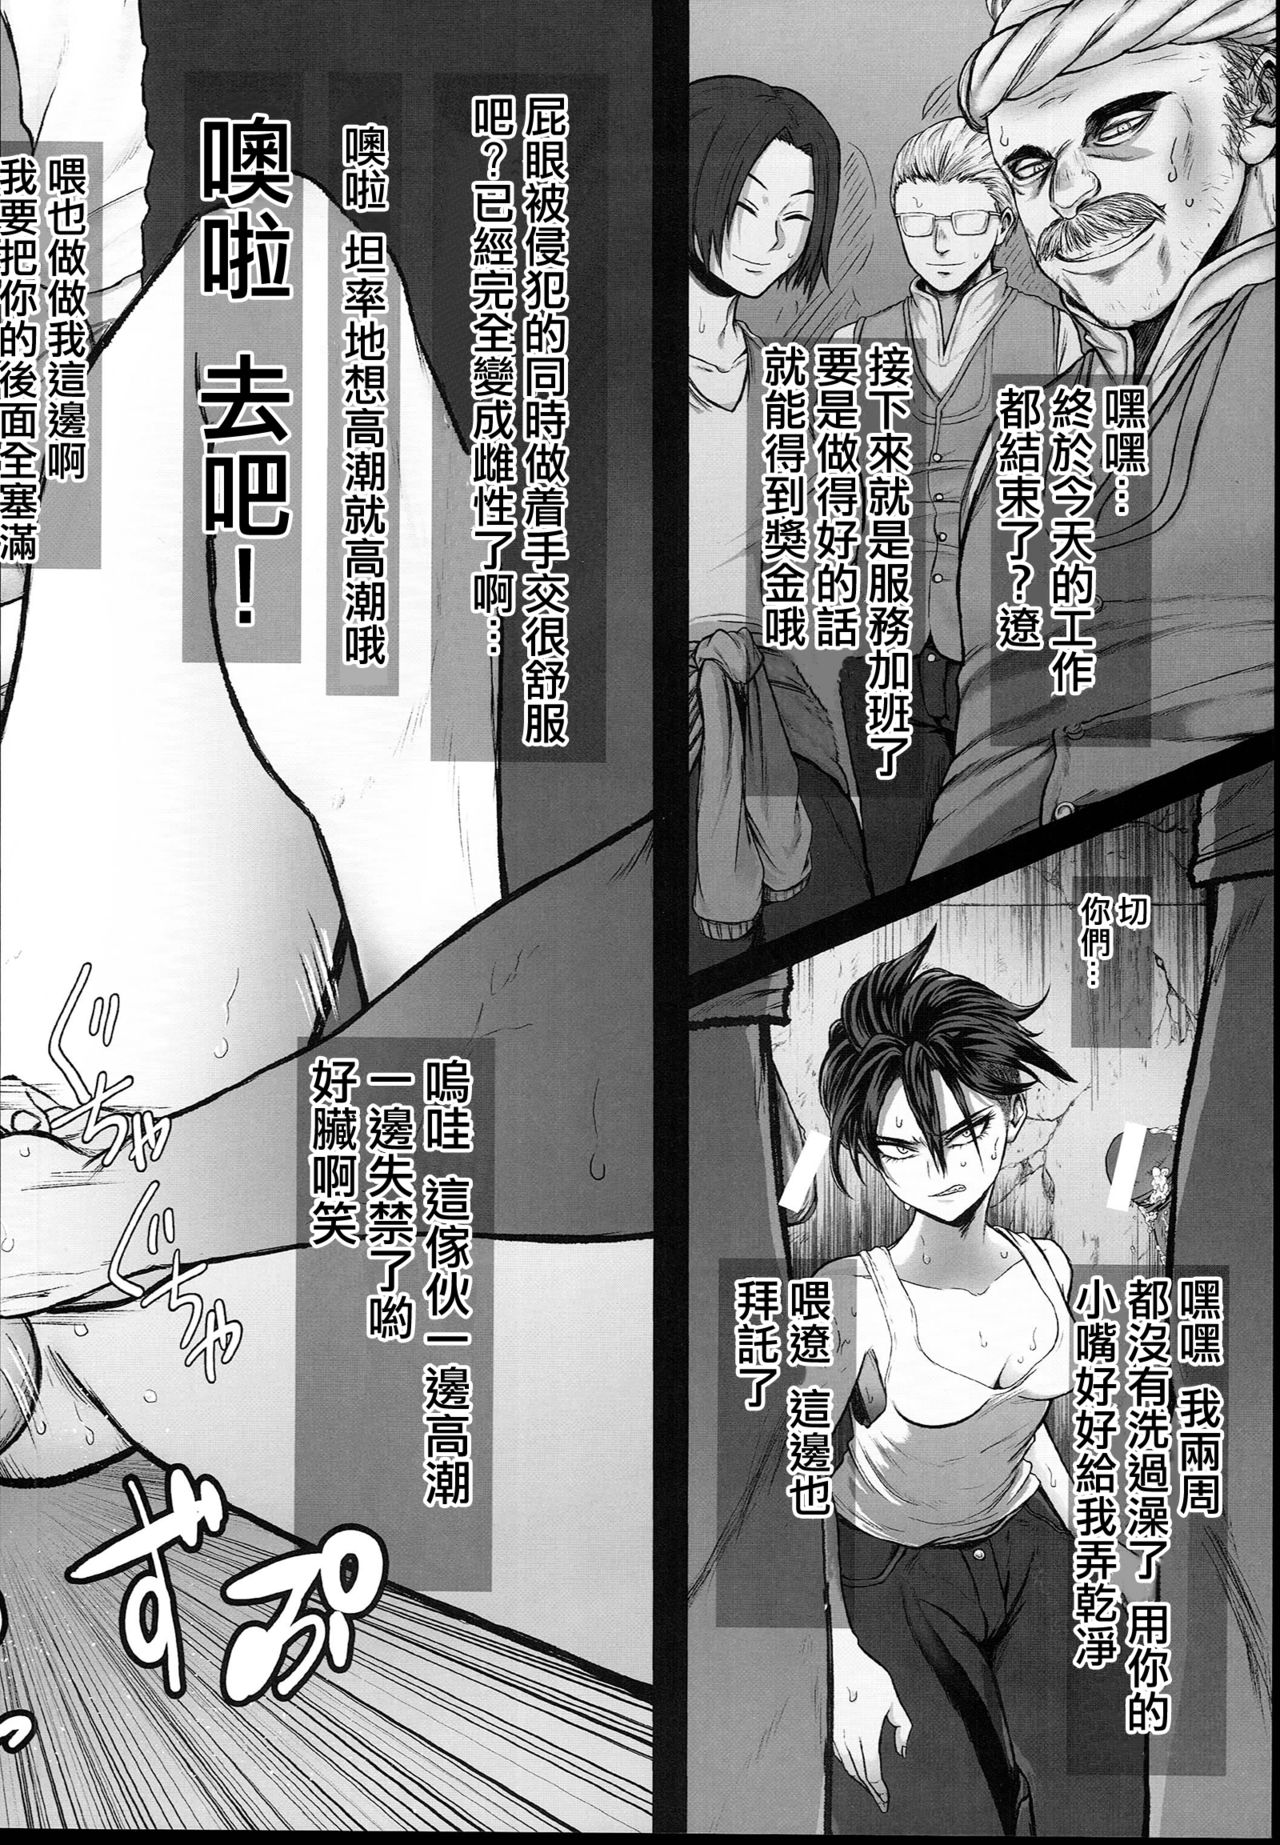 嘿嘿…
終於今天的工作
都結束了？遼
接下來就是服務加班了
要是做得好的話
就能得到獎金哦
切
你們…
嘿嘿 我兩周
都沒有洗過澡了 用你的
小嘴好好給我弄乾淨
喂遼 這邊也
拜託了
屁眼被侵犯的同時做着手交很舒服
吧？已經完全變成雌性了啊…
噢啦 坦率地想高潮就高潮哦
噢啦 去吧！
喂也做做我這邊啊
我要把你的後面全塞滿
嗚哇 這傢伙一邊高潮
一邊失禁了喲
好臟啊笑
ぐぢゅ
ぐちゅ
ずぷ